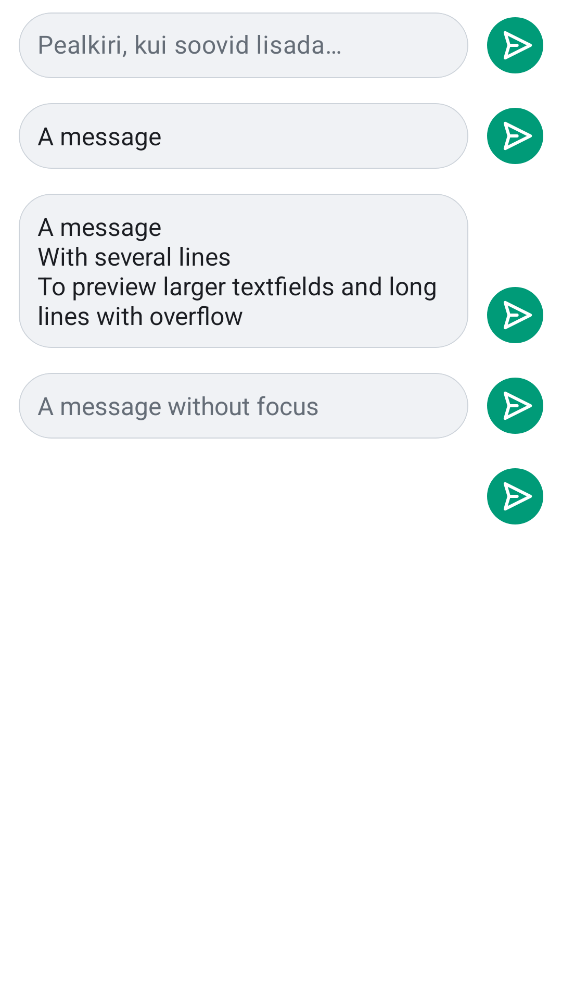 Pealkiri, kui soovid lisada…
A message
A message
With several lines
To preview larger textfields and long
lines with overflow
A message without focus